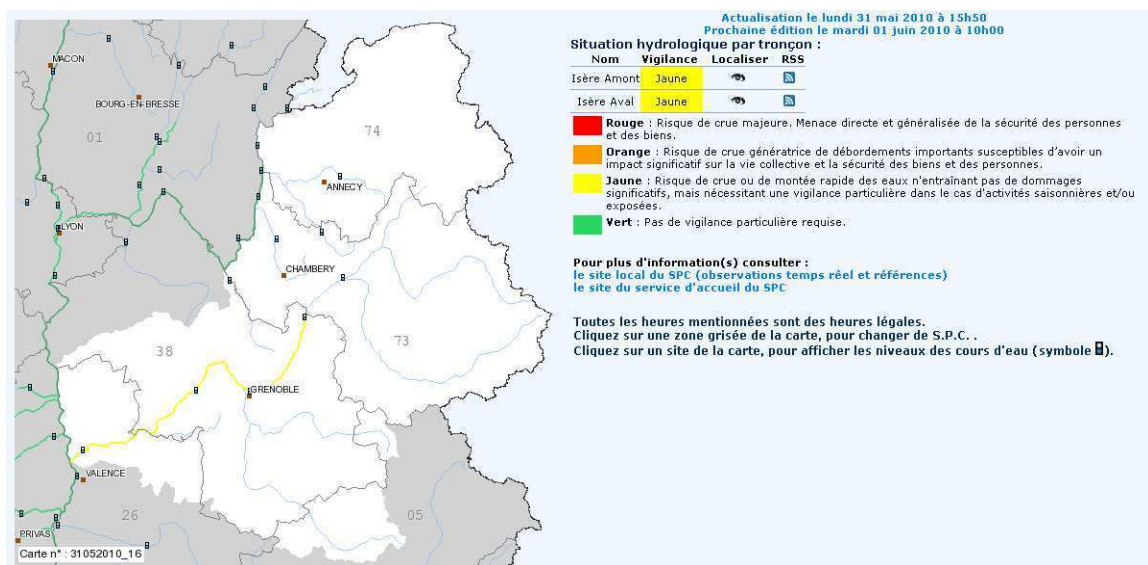 MACON
BOURG-EN-BRESSE
01
74
ANNECY
LYON
CHAMBERY
73
38
GRENOBLE
VALENCE
26
05
PRIVAS
Carte n° : 31052010_16
Actualisation le lundi 31 mai 2010 à 15h50
Prochaine édition le mardi 01 juin 2010 à 10h00
Situation hydrologique par tronçon :
Nom Vigilance Localiser RSS
Isère Amont Jaune
Isère Aval Jaune
Rouge : Risque de crue majeure. Menace directe et généralisée de la sécurité des personnes
et des biens.
Orange : Risque de crue génératrice de débordements importants susceptibles d'avoir un
impact significatif sur la vie collective et la sécurité des biens et des personnes.
Jaune : Risque de crue ou de montée rapide des eaux n'entraînant pas de dommages
significatifs, mais nécessitant une vigilance particulière dans le cas d'activités saisonnières et/ou
exposées.
Vert : Pas de vigilance particulière requise.
Pour plus d'information(s) consulter :
le site local du SPC (observations temps réel et références)
le site du service d'accueil du SPC
Toutes les heures mentionnées sont des heures légales.
Cliquez sur une zone grisée de la carte, pour changer de S.P.C. .
Cliquez sur un site de la carte, pour afficher les niveaux des cours d'eau (symbole ).